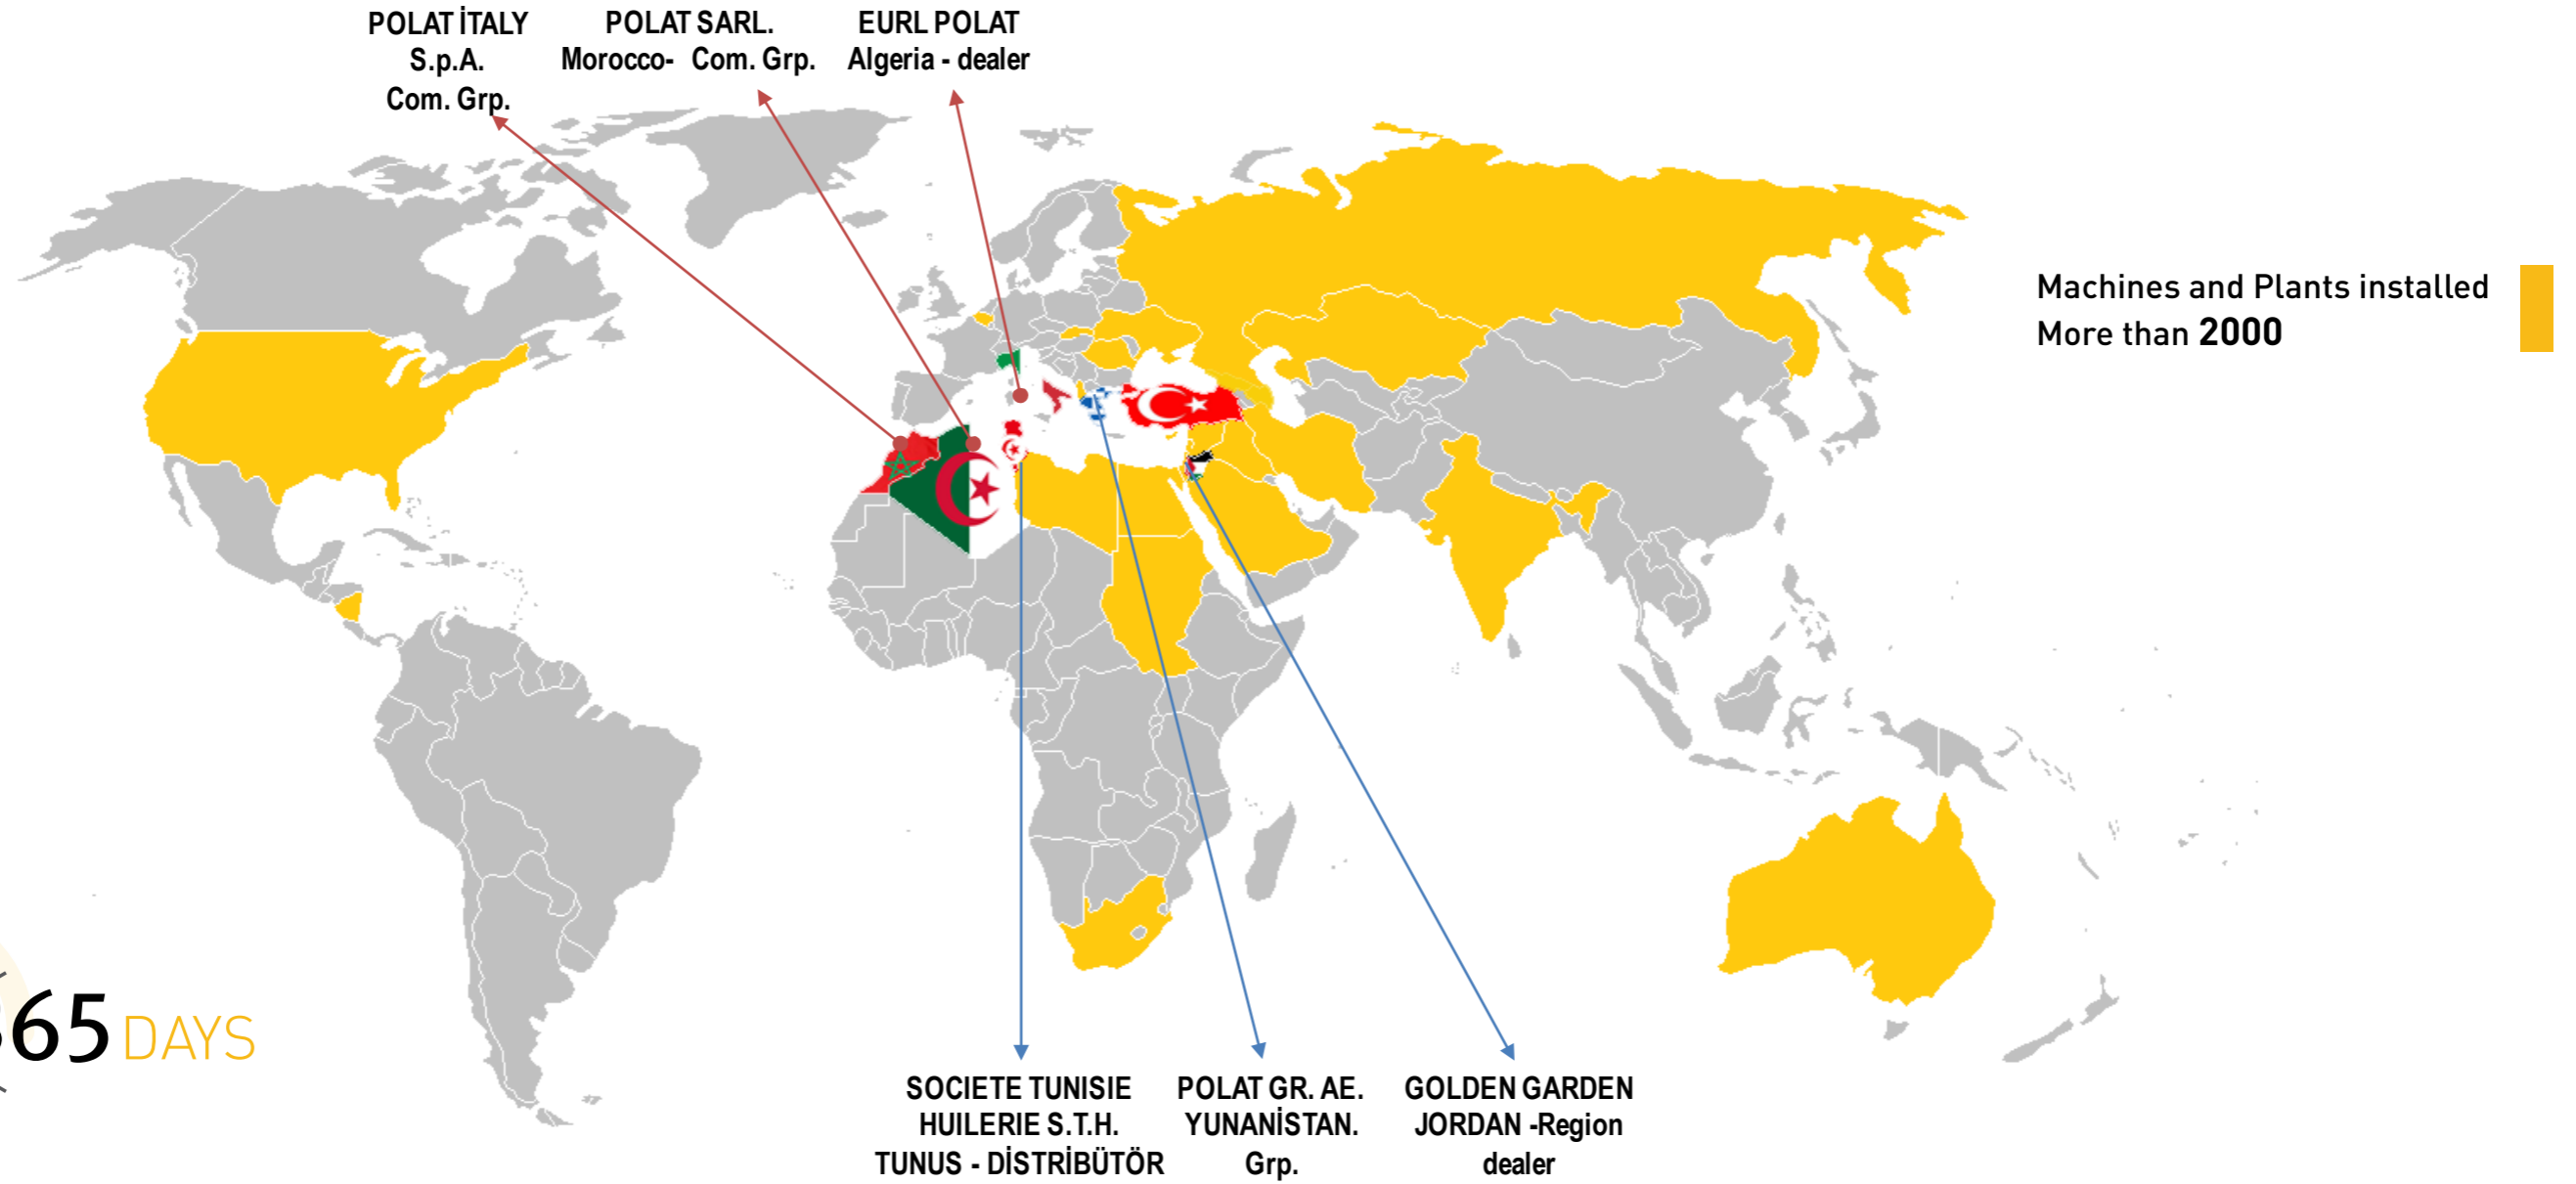 POLAT İTALY
S.p.A.
Com. Grp.
POLAT SARL.
Morocco- Com. Grp.
EURL POLAT
Algeria - dealer
Machines and Plants installed
More than 2000
65 DAYS
SOCIETE TUNISIE
HUILERIE S.T.H.
TUNUS - DİSTRİBÜTÖR
POLAT GR. AE.
YUNANİSTAN.
Grp.
GOLDEN GARDEN
JORDAN -Region
dealer